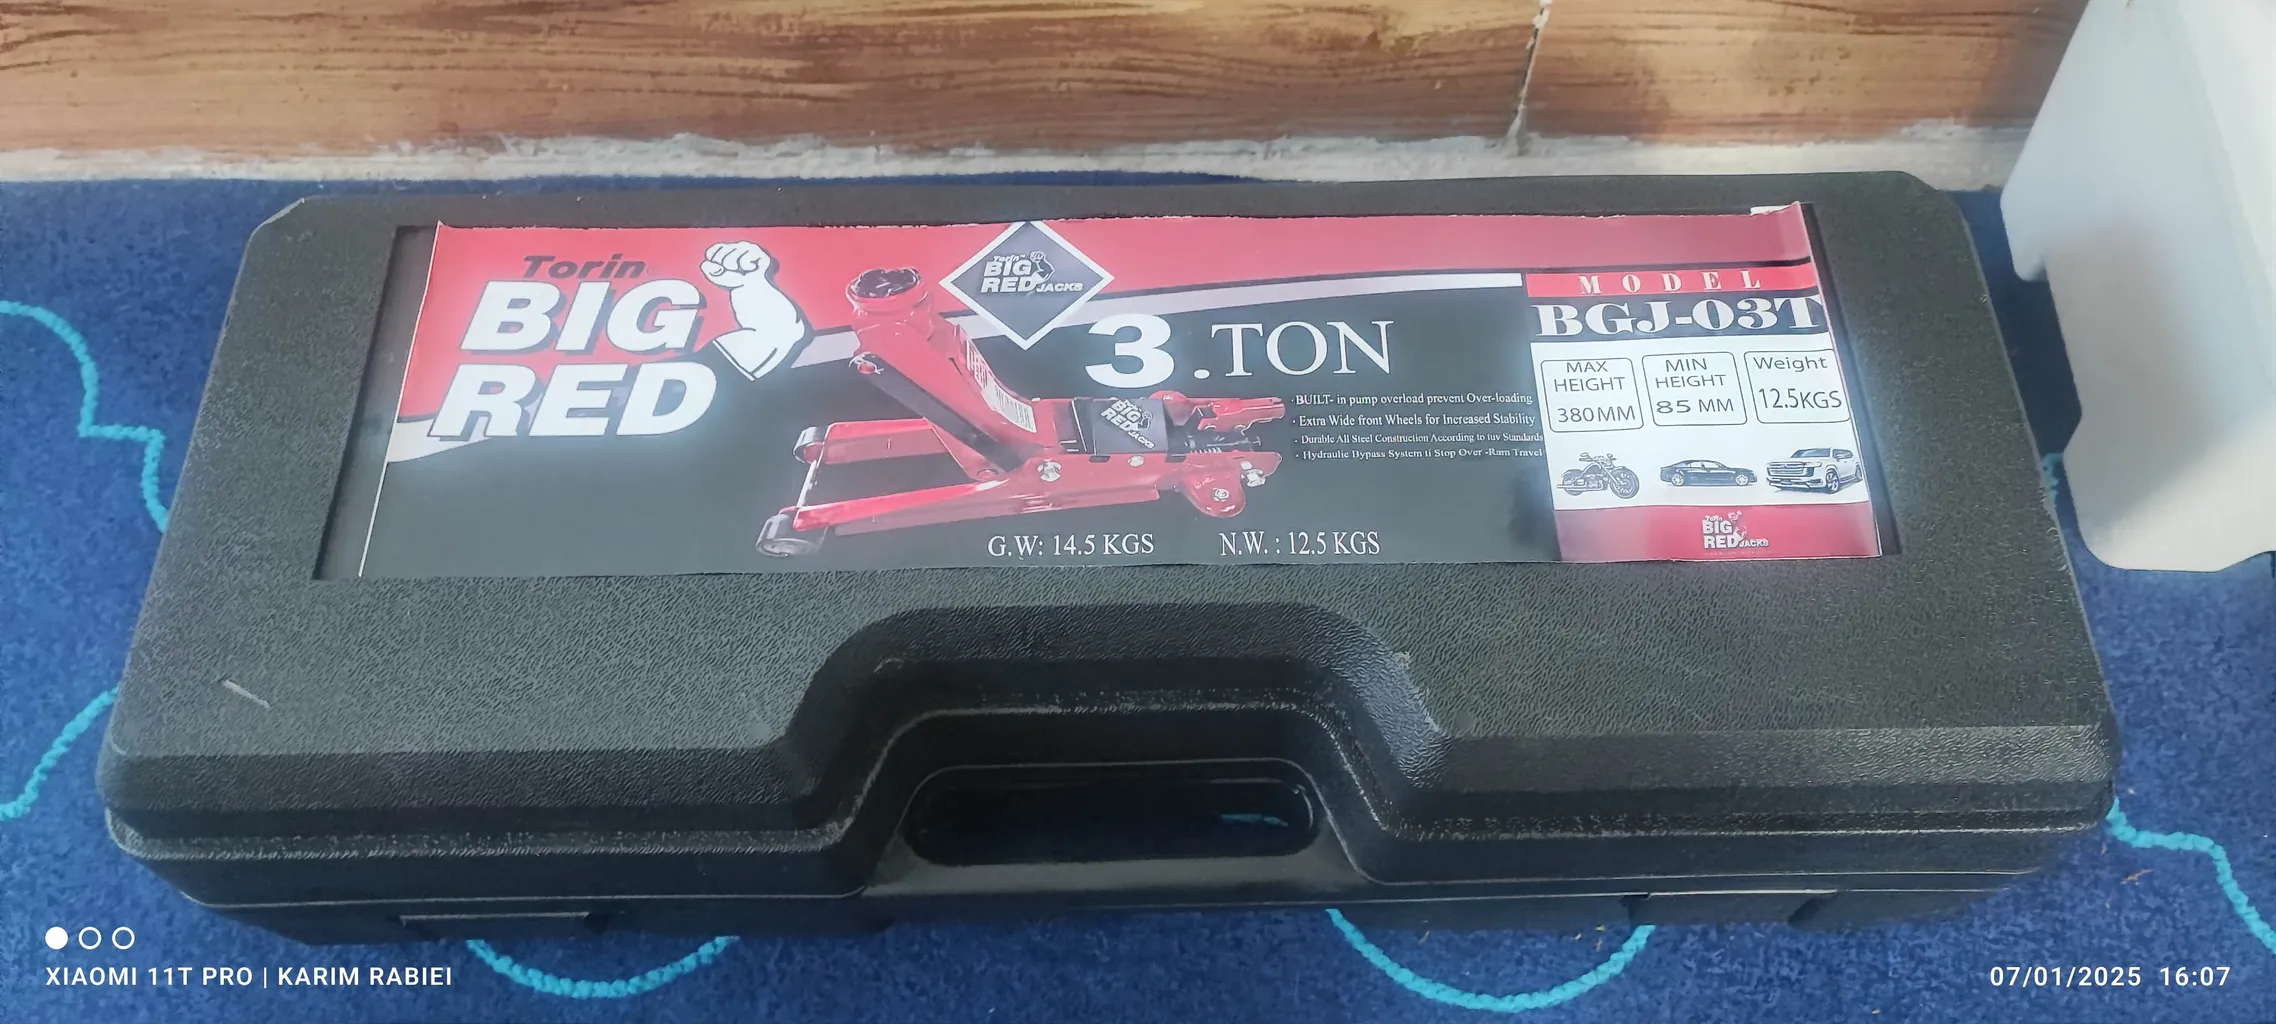 Torin
BIG
RED
Torin
BIG
RED JACKS
3.TON
· BUILT- in pump overload prevent Over-loading
· Extra Wide front Wheels for Increased Stability
· Durable All Steel Construction According to tuv Standards
· Hydraulic Bypass System ti Stop Over -Ram Travel
BIG
RED JACKS
G.W: 14.5 KGS N.W. : 12.5 KGS
MODEL
BGJ-03T
MAX
HEIGHT
380MM
MIN
HEIGHT
85 MM
Weight
12.5KGS
Torin
BIG
RED JACKS
XIAOMI 11T PRO | KARIM RABIEI
07/01/2025 16:07